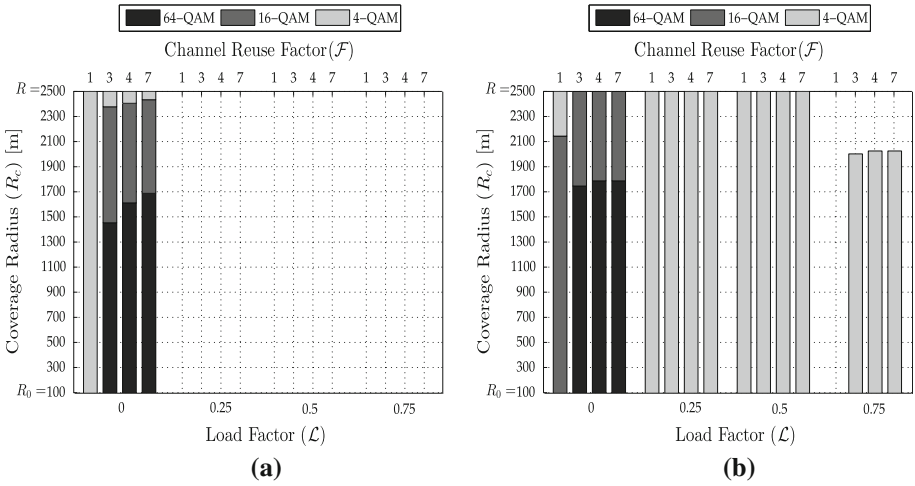 64–QAM 16–QAM 4–QAM
Channel Reuse Factor(ℱ)
1 3 4 7 1 3 4 7 1 3 4 7 1 3 4 7
R =2500
2300
2100
1900
1700
1500
1300
1100
900
700
500
300
R₀ =100
Coverage Radius (R_c) [m]
0 0.25 0.5 0.75
Load Factor (ℒ)
(a)
64–QAM 16–QAM 4–QAM
Channel Reuse Factor(ℱ)
1 3 4 7 1 3 4 7 1 3 4 7 1 3 4 7
R =2500
2300
2100
1900
1700
1500
1300
1100
900
700
500
300
R₀ =100
Coverage Radius (R_c) [m]
0 0.25 0.5 0.75
Load Factor (ℒ)
(b)